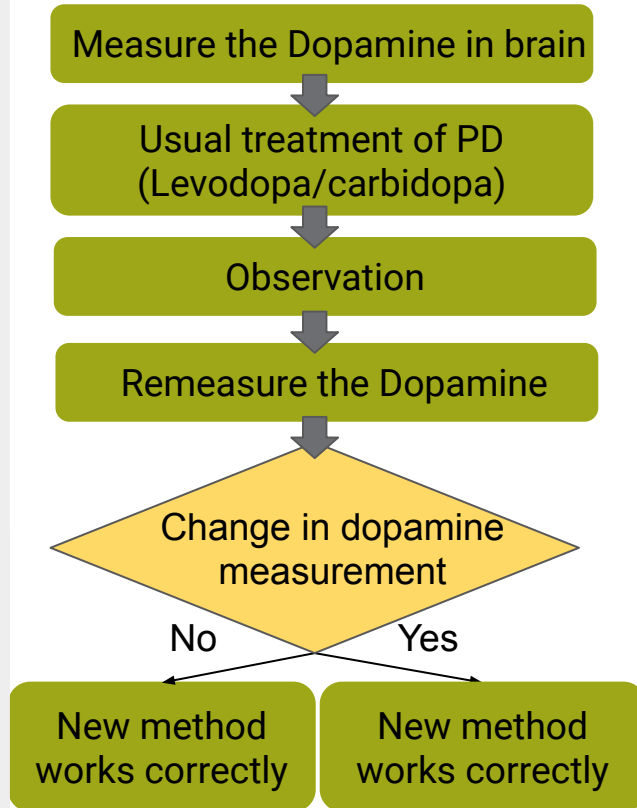 Measure the Dopamine in brain
Usual treatment of PD
(Levodopa/carbidopa)
Observation
Remeasure the Dopamine
Change in dopamine
measurement
No
Yes
New method
works correctly
New method
works correctly